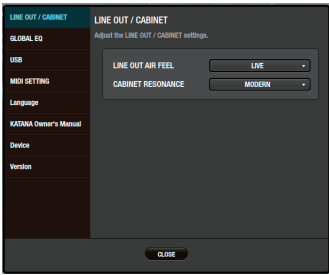 LINE OUT / CABINET
GLOBAL EQ
USB
MIDI SETTING
Language
KATANA Owner's Manual
Device
Version
LINE OUT / CABINET
Adjust the LINE OUT / CABINET settings.
LINE OUT AIR FEEL
LIVE
CABINET RESONANCE
MODERN
CLOSE